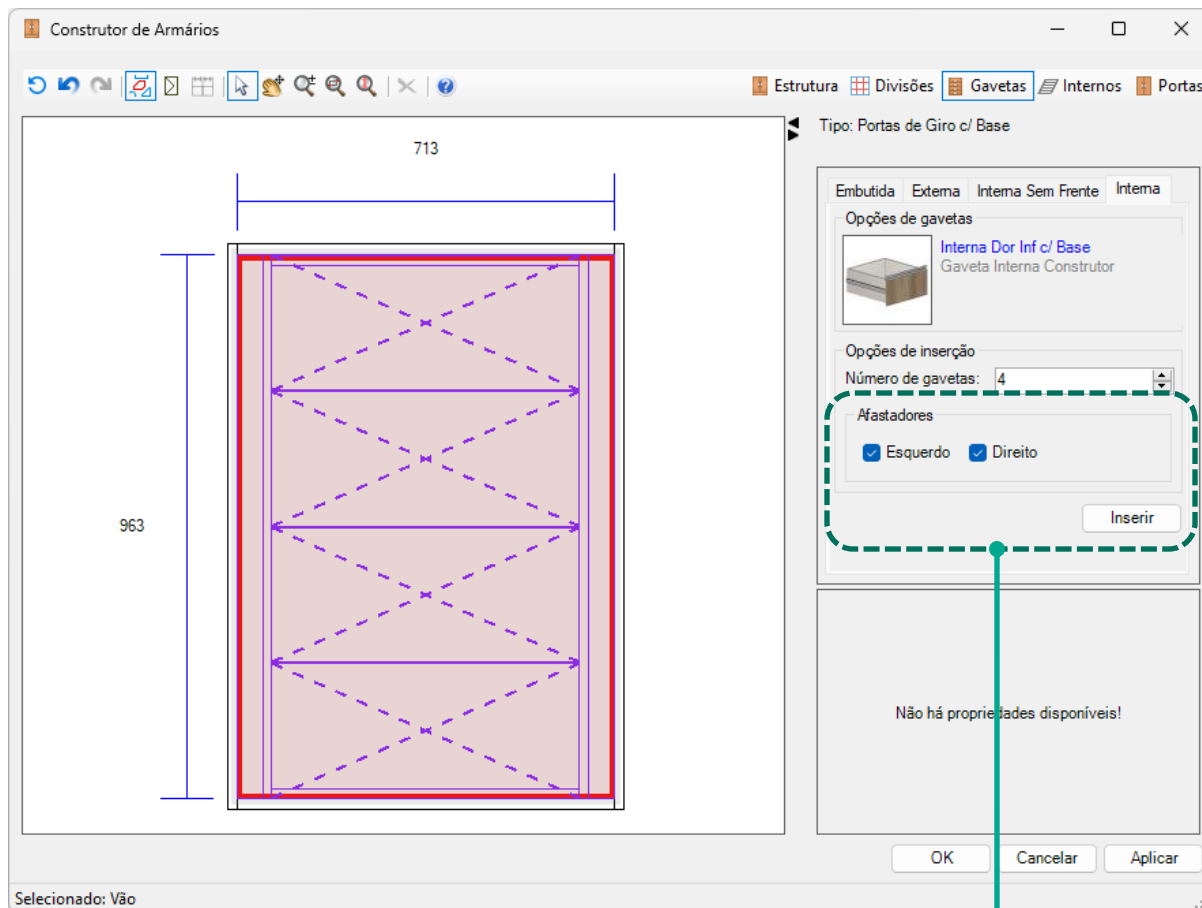 Construtor de Armários
Estrutura Divisões Gavetas Internos Portas
Tipo: Portas de Giro c/ Base
713
963
Embutida Externa Interna Sem Frente Interna
Opções de gavetas
Interna Dor Inf c/ Base
Gaveta Interna Construtor
Opções de inserção
Número de gavetas: 4
Afastadores
Esquerdo Direito
Inserir
Não há propriedades disponíveis!
OK Cancelar Aplicar
Selecionado: Vão